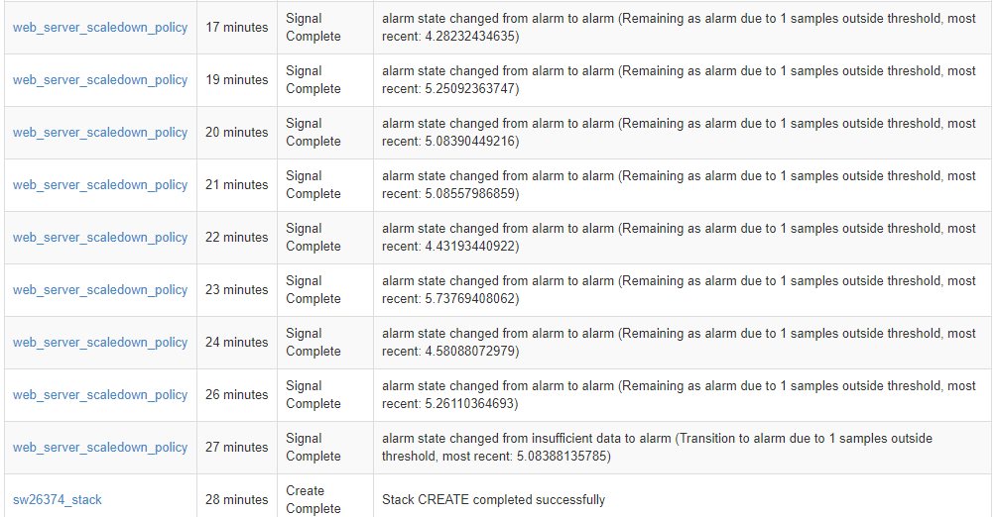 web_server_scaledown_policy 17 minutes Signal Complete alarm state changed from alarm to alarm (Remaining as alarm due to 1 samples outside threshold, most recent: 4.28232434635)
web_server_scaledown_policy 19 minutes Signal Complete alarm state changed from alarm to alarm (Remaining as alarm due to 1 samples outside threshold, most recent: 5.25092363747)
web_server_scaledown_policy 20 minutes Signal Complete alarm state changed from alarm to alarm (Remaining as alarm due to 1 samples outside threshold, most recent: 5.08390449216)
web_server_scaledown_policy 21 minutes Signal Complete alarm state changed from alarm to alarm (Remaining as alarm due to 1 samples outside threshold, most recent: 5.08557986859)
web_server_scaledown_policy 22 minutes Signal Complete alarm state changed from alarm to alarm (Remaining as alarm due to 1 samples outside threshold, most recent: 4.43193440922)
web_server_scaledown_policy 23 minutes Signal Complete alarm state changed from alarm to alarm (Remaining as alarm due to 1 samples outside threshold, most recent: 5.73769408062)
web_server_scaledown_policy 24 minutes Signal Complete alarm state changed from alarm to alarm (Remaining as alarm due to 1 samples outside threshold, most recent: 4.58088072979)
web_server_scaledown_policy 26 minutes Signal Complete alarm state changed from alarm to alarm (Remaining as alarm due to 1 samples outside threshold, most recent: 5.26110364693)
web_server_scaledown_policy 27 minutes Signal Complete alarm state changed from insufficient data to alarm (Transition to alarm due to 1 samples outside threshold, most recent: 5.08388135785)
sw26374_stack 28 minutes Create Complete Stack CREATE completed successfully